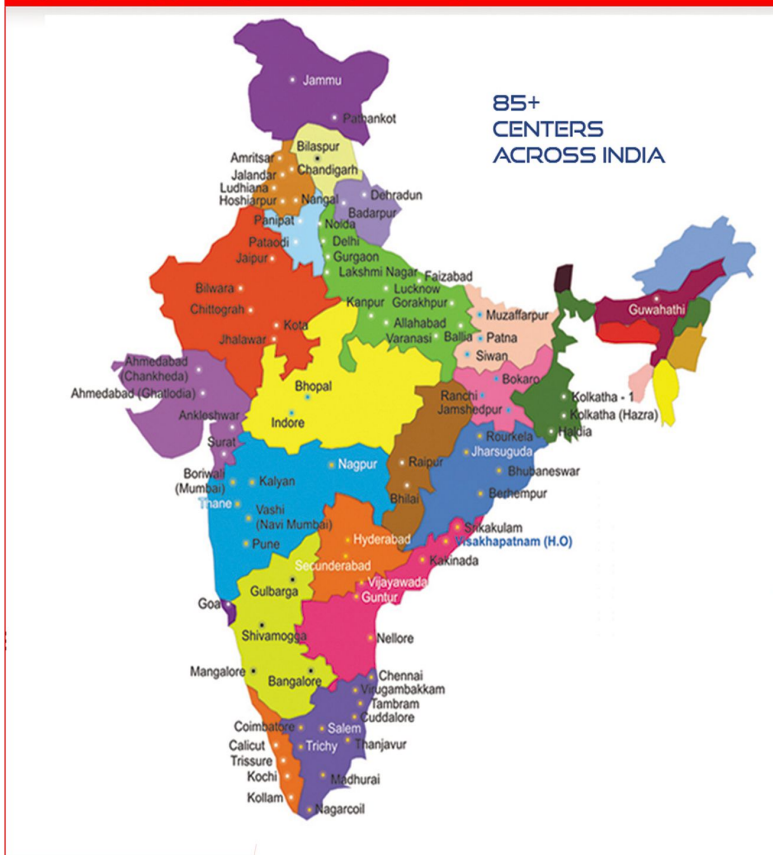 85+
CENTERS
ACROSS INDIA
Jammu
Pathankot
Bilaspur
Amritsar
Chandigarh
Jalandar
Ludhiana
Hoshiarpur
Nangal
Dehradun
Badarpur
Panipat
Noida
Pataodi
Delhi
Jaipur
Gurgaon
Lakshmi Nagar
Faizabad
Bilwara
Lucknow
Chittograh
Kanpur
Gorakhpur
Guwahathi
Muzaffarpur
Kota
Allahabad
Jhalawar
Varanasi
Ballia
Patna
Siwan
Ahmedabad
(Chankheda)
Bhopal
Bokaro
Ahmedabad (Ghatlodia)
Ranchi
Kolkatha - 1
Jamshedpur
Ankleshwar
Indore
Kolkatha (Hazra)
Haldia
Surat
Rourkela
Jharsuguda
Nagpur
Raipur
Bhubaneswar
Boriwali
(Mumbai)
Kalyan
Bhilai
Berhempur
Thane
Vashi
(Navi Mumbai)
Srikakulam
Pune
Hyderabad
Visakhapatnam (H.O)
Secunderabad
Kakinada
Gulbarga
Vijayawada
Goa
Guntur
Shivamogga
Nellore
Mangalore
Bangalore
Chennai
Virugambakkam
Tambram
Cuddalore
Coimbatore
Salem
Calicut
Trichy
Thanjavur
Trissure
Kochi
Madhurai
Kollam
Nagarcoil